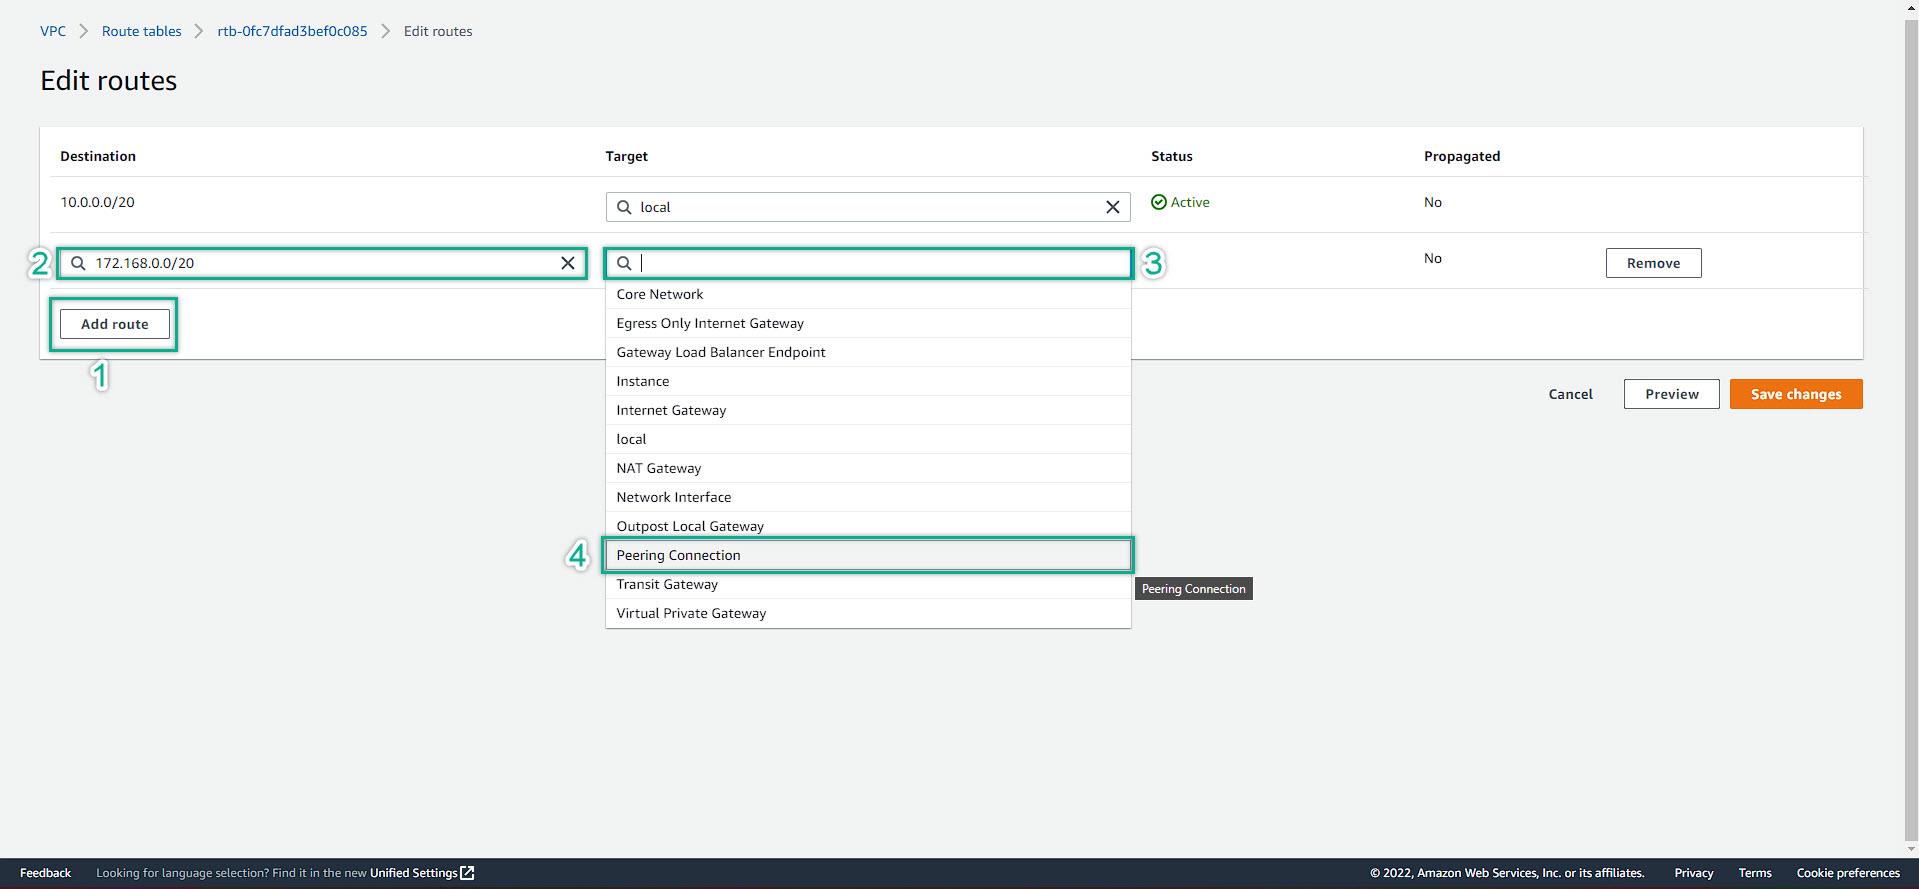 VPC > Route tables > rtb-0fc7dfad3bef0c085 > Edit routes
Edit routes
Destination Target Status Propagated
10.0.0.0/20 local Active No
2 172.168.0.0/20 3 No Remove
Core Network
Egress Only Internet Gateway
Add route
Gateway Load Balancer Endpoint
1
Instance
Cancel Preview Save changes
Internet Gateway
local
NAT Gateway
Network Interface
Outpost Local Gateway
4 Peering Connection
Transit Gateway
Peering Connection
Virtual Private Gateway
Feedback Looking for language selection? Find it in the new Unified Settings © 2022, Amazon Web Services, Inc. or its affiliates. Privacy Terms Cookie preferences